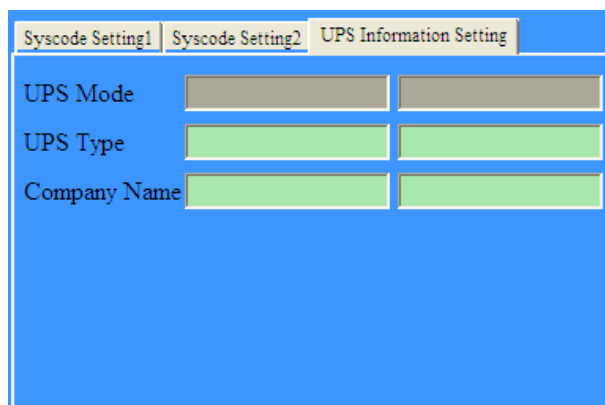 Syscode Setting1 Syscode Setting2 UPS Information Setting
UPS Mode
UPS Type
Company Name